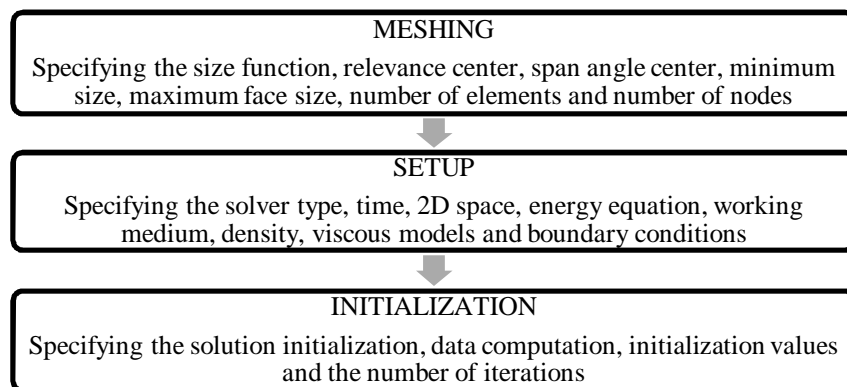 MESHING
Specifying the size function, relevance center, span angle center, minimum
size, maximum face size, number of elements and number of nodes
SETUP
Specifying the solver type, time, 2D space, energy equation, working
medium, density, viscous models and boundary conditions
INITIALIZATION
Specifying the solution initialization, data computation, initialization values
and the number of iterations